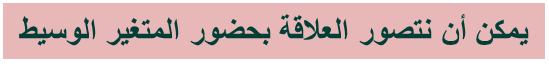 يمكن أن نتصور العلاقة بحضور المتغير الوسيط